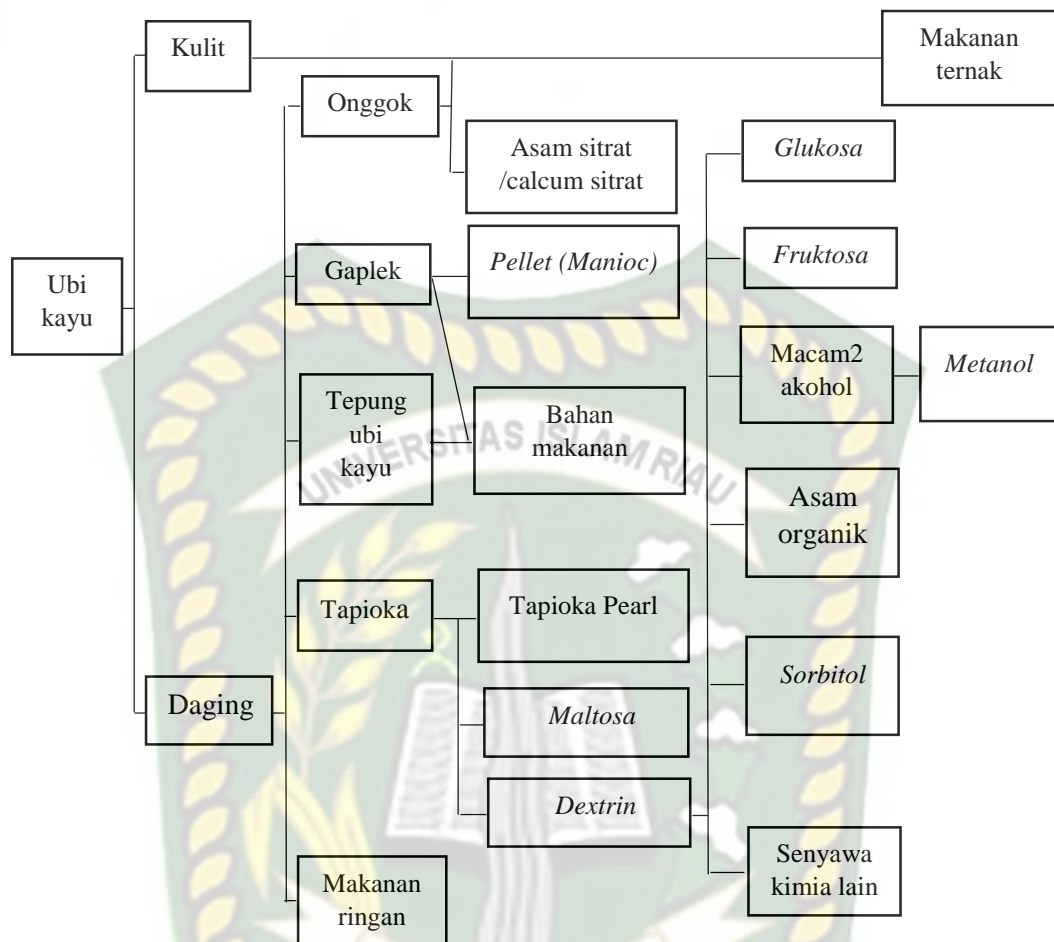 Kulit
Makanan
ternak
Onggok
Asam sitrat
/calcum sitrat
Glukosa
Ubi
kayu
Gaplek
Pellet (Manioc)
Fruktosa
Tepung
ubi
kayu
Bahan
makanan
Macam2
akohol
Metanol
UNIVERSITAS ISLAM RIAU
Asam
organik
Tapioka
Tapioka Pearl
Sorbitol
Daging
Maltosa
Dextrin
Makanan
ringan
Senyawa
kimia lain